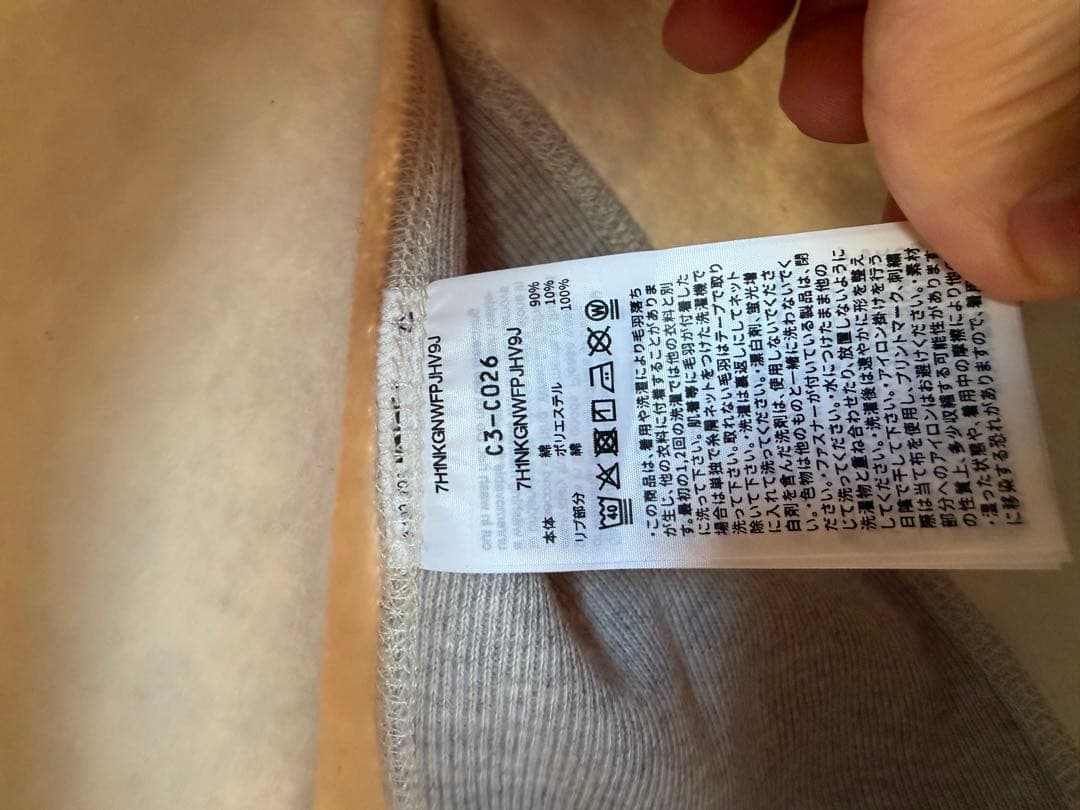 7H1NKGNWFPJHV9J
C3-C026
7H1NKGNWFPJHV9J
本体 綿 90%
ポリエステル 10%
リブ部分 綿 100%
40
・この商品は、着用や洗濯により毛羽落ち
が生じ、他の衣料に付着することがありま
す。最初の1,2回の洗濯では他の衣料と別
に洗って下さい。肌着等に毛羽が付着した
場合は単独で糸屑ネットをつけた洗濯機で
洗って下さい。取れない毛羽はテープで取り
除いて下さい。・洗濯は裏返しにしてネット
に入れて洗ってください。・漂白剤、蛍光増
白剤を含んだ洗剤は、使用しないでくださ
い。・色物は他のものと一緒に洗わないでく
ださい。・ファスナーが付いている製品は、閉
じて洗ってください。・水につけたまま他の
洗濯物と重ね合わせたり、放置しないように
してください。・洗濯後は速やかに形を整え
日陰で干して下さい。・アイロン掛けを行う
際は当て布を使用し、プリントマーク、刺繍
部分へのアイロンはお避けください。・素材
の性質上、多少収縮する可能性があります
・湿った状態や、着用中の摩擦により他
に移染する恐れがありますので、着用